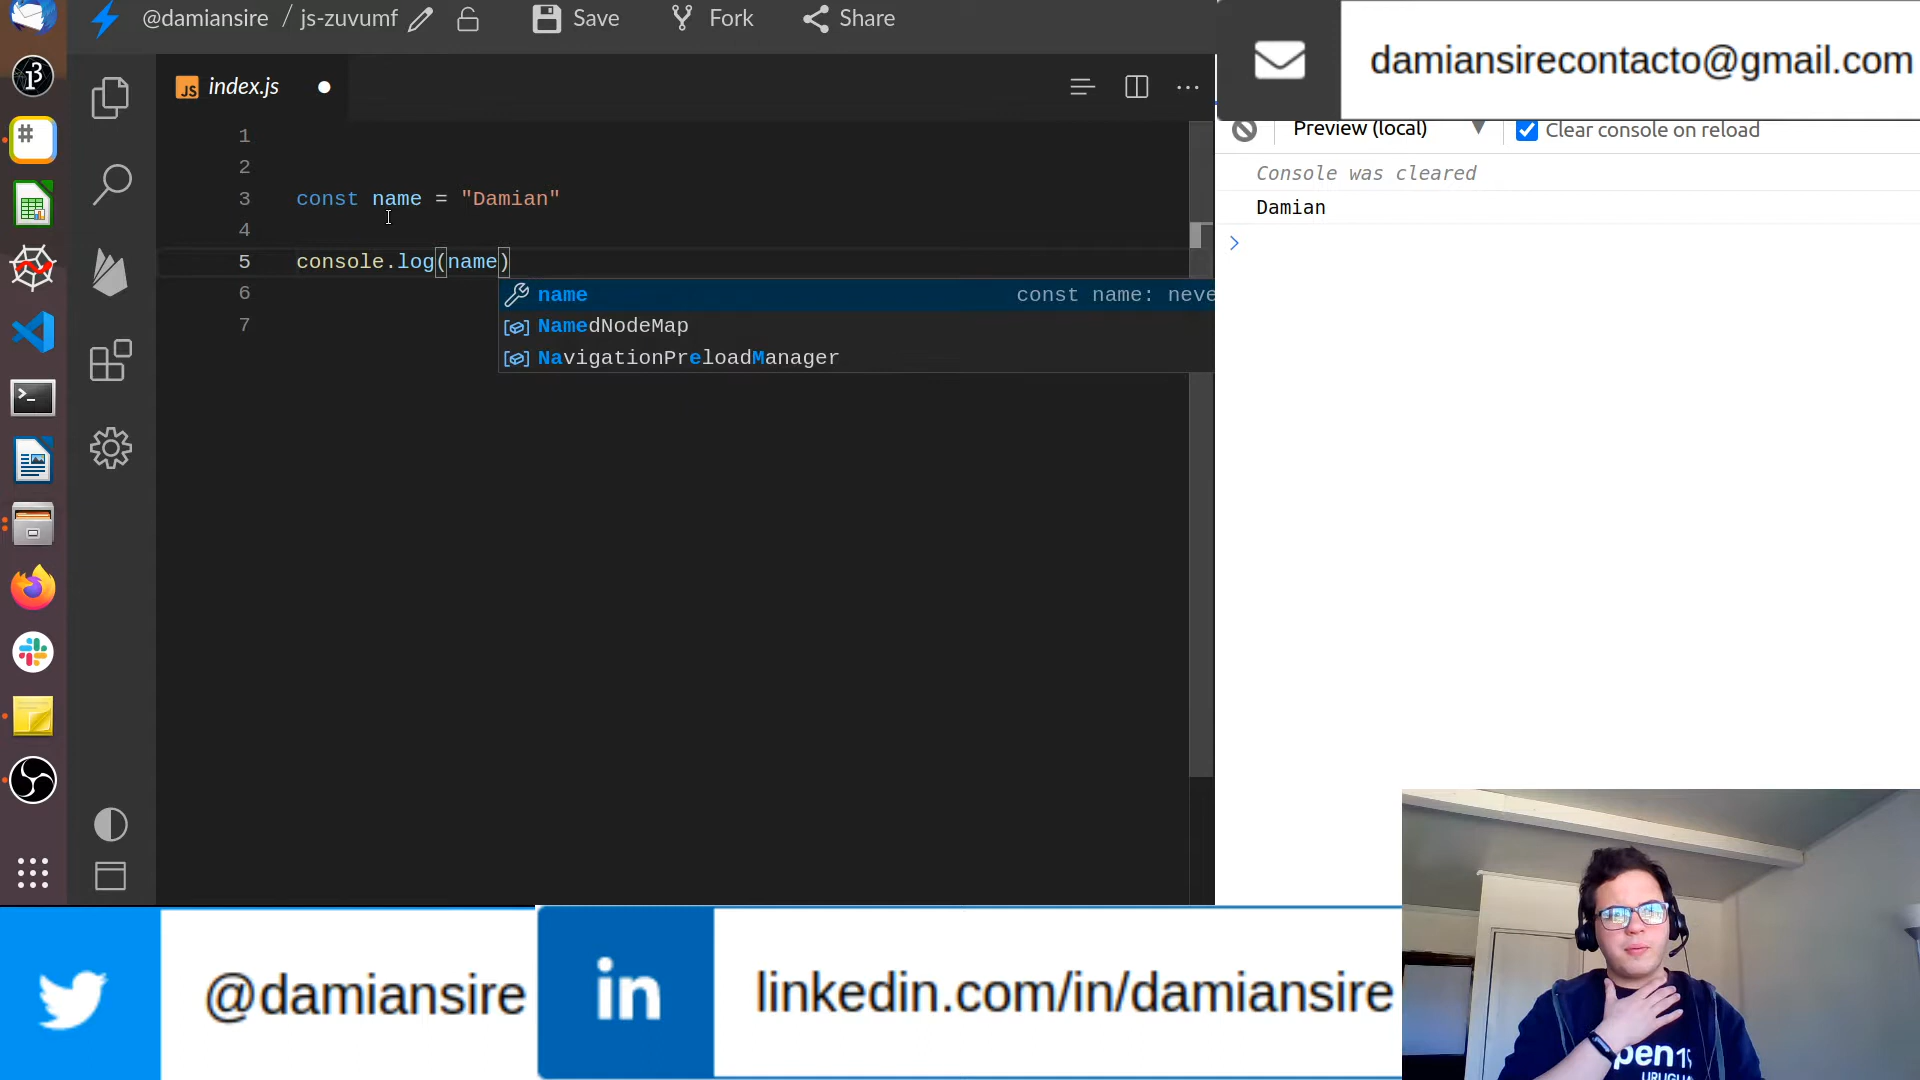 @damiansire / js-zuvumf Save Fork Share
damiansirecontacto@gmail.com
JS index.js
Preview (local) Clear console on reload
1
2
3 const name = "Damian"
4
5 console.log(name)
6
7
name const name: neve
NamedNodeMap
NavigationPreloadManager
Console was cleared
Damian
@damiansire
in linkedin.com/in/damiansire